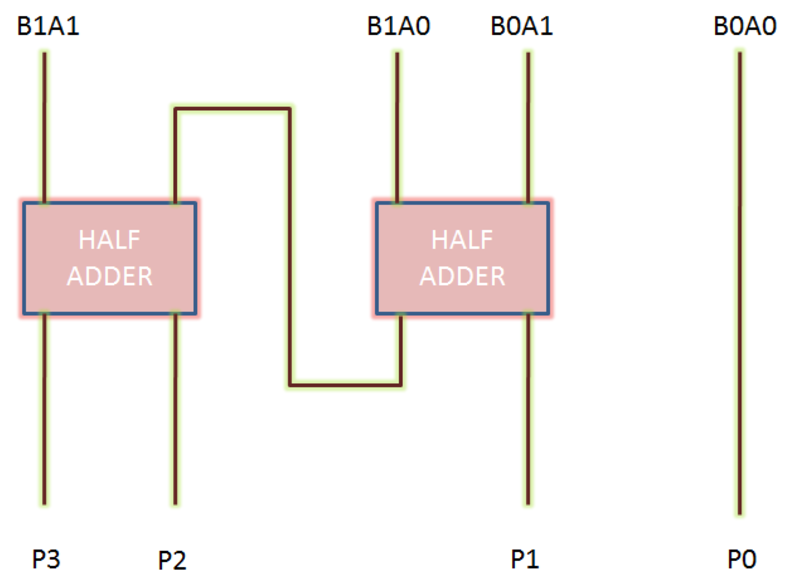 B1A1 B1A0 B0A1 B0A0
HALF
ADDER
HALF
ADDER
P3 P2 P1 P0